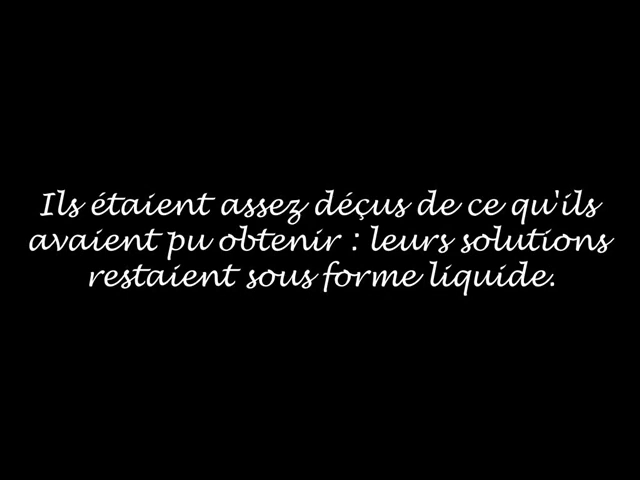 Ils étaient assez déçus de ce qu'ils
avaient pu obtenir : leurs solutions
restaient sous forme liquide.